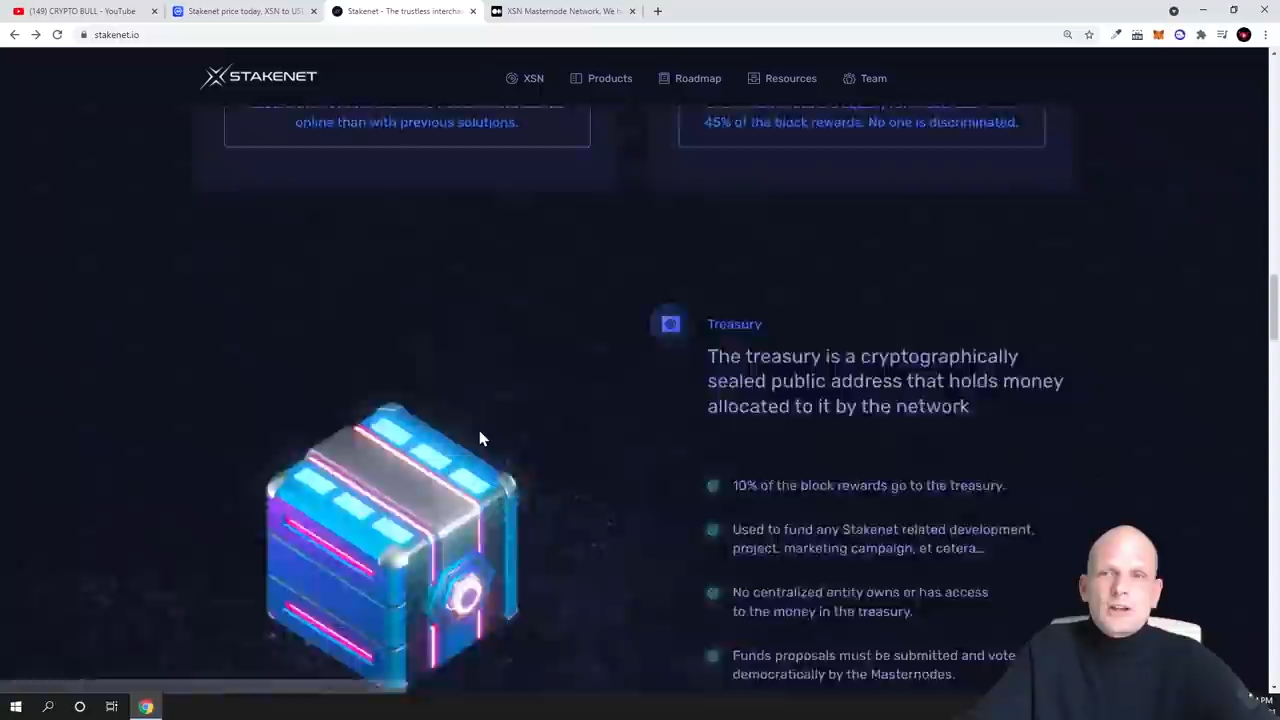 (149) CRYPTO BULL - YouTube
Stakenet price today, XSN to US
Stakenet - The trustless intercha
XSN Masternode Network. We h
stakenet.io
STAKENET
XSN
Products
Roadmap
Resources
Team
online than with previous solutions.
45% of the block rewards. No one is discriminated.
Treasury
The treasury is a cryptographically
sealed public address that holds money
allocated to it by the network
10% of the block rewards go to the treasury.
Used to fund any Stakenet related development,
project, marketing campaign, et cetera...
No centralized entity owns or has access
to the money in the treasury.
Funds proposals must be submitted and vote
democratically by the Masternodes.
PM